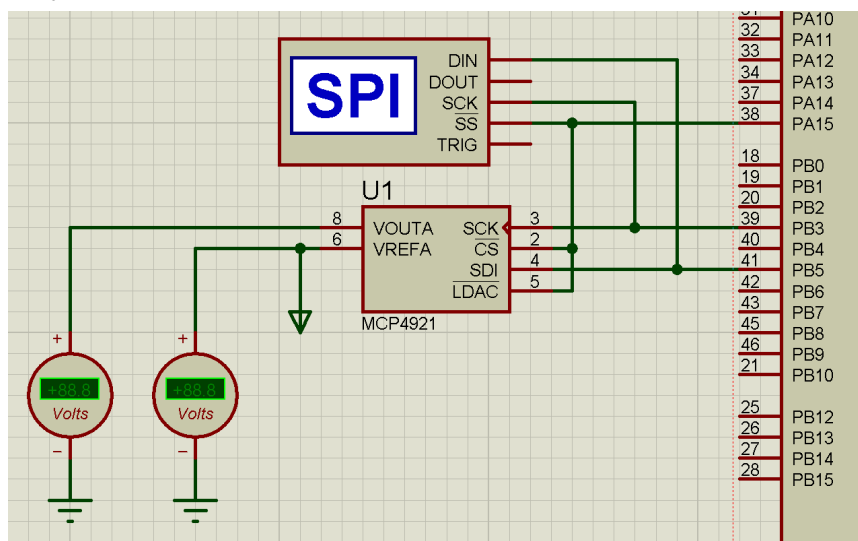 31
PA10
32
PA11
33
PA12
34
PA13
37
PA14
38
PA15
SPI
DIN
DOUT
SCK
SS
TRIG
18
PB0
19
PB1
20
PB2
39
PB3
40
PB4
41
PB5
42
PB6
43
PB7
45
PB8
46
PB9
21
PB10
25
PB12
26
PB13
27
PB14
28
PB15
U1
8
VOUTA
SCK
3
6
VREFA
CS
2
SDI
4
LDAC
5
MCP4921
+
+88.8
Volts
−
+
+88.8
Volts
−